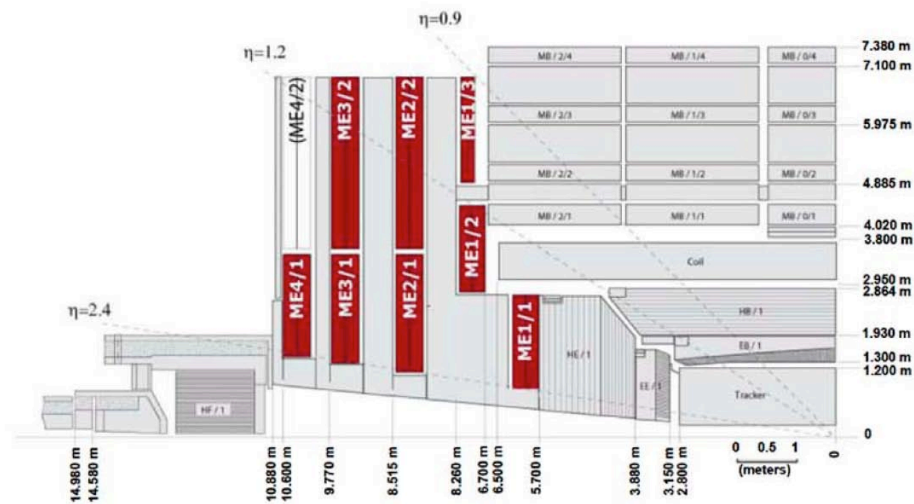 η=0.9
η=1.2
η=2.4
(ME4/2)
ME3/2
ME2/2
ME1/3
ME4/1
ME3/1
ME2/1
ME1/2
ME1/1
MB / 2/4
MB / 1/4
MB / 0/4
MB / 2/3
MB / 1/3
MB / 0/3
MB / 2/2
MB / 1/2
MB / 0/2
MB / 2/1
MB / 1/1
MB / 0/1
Coil
HB / 1
EB / 1
HE / 1
EE / 1
Tracker
HF / 1
7.380 m
7.100 m
5.975 m
4.885 m
4.020 m
3.800 m
2.950 m
2.864 m
1.930 m
1.300 m
1.200 m
0
0 0.5 1
(meters)
14.980 m
14.580 m
10.880 m
10.600 m
9.770 m
8.515 m
8.260 m
6.700 m
6.500 m
5.700 m
3.880 m
3.150 m
2.800 m
0